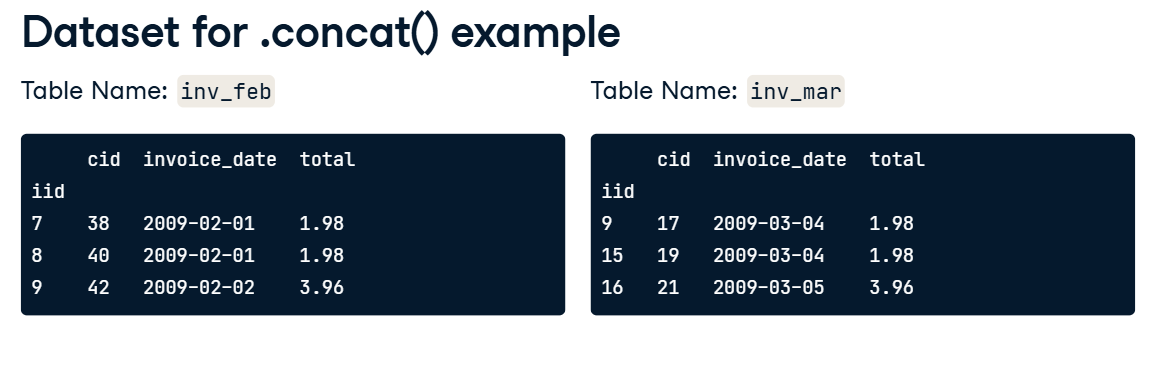 Dataset for .concat() example
Table Name: inv_feb
cid invoice_date total
iid
7 38 2009-02-01 1.98
8 40 2009-02-01 1.98
9 42 2009-02-02 3.96
Table Name: inv_mar
cid invoice_date total
iid
9 17 2009-03-04 1.98
15 19 2009-03-04 1.98
16 21 2009-03-05 3.96